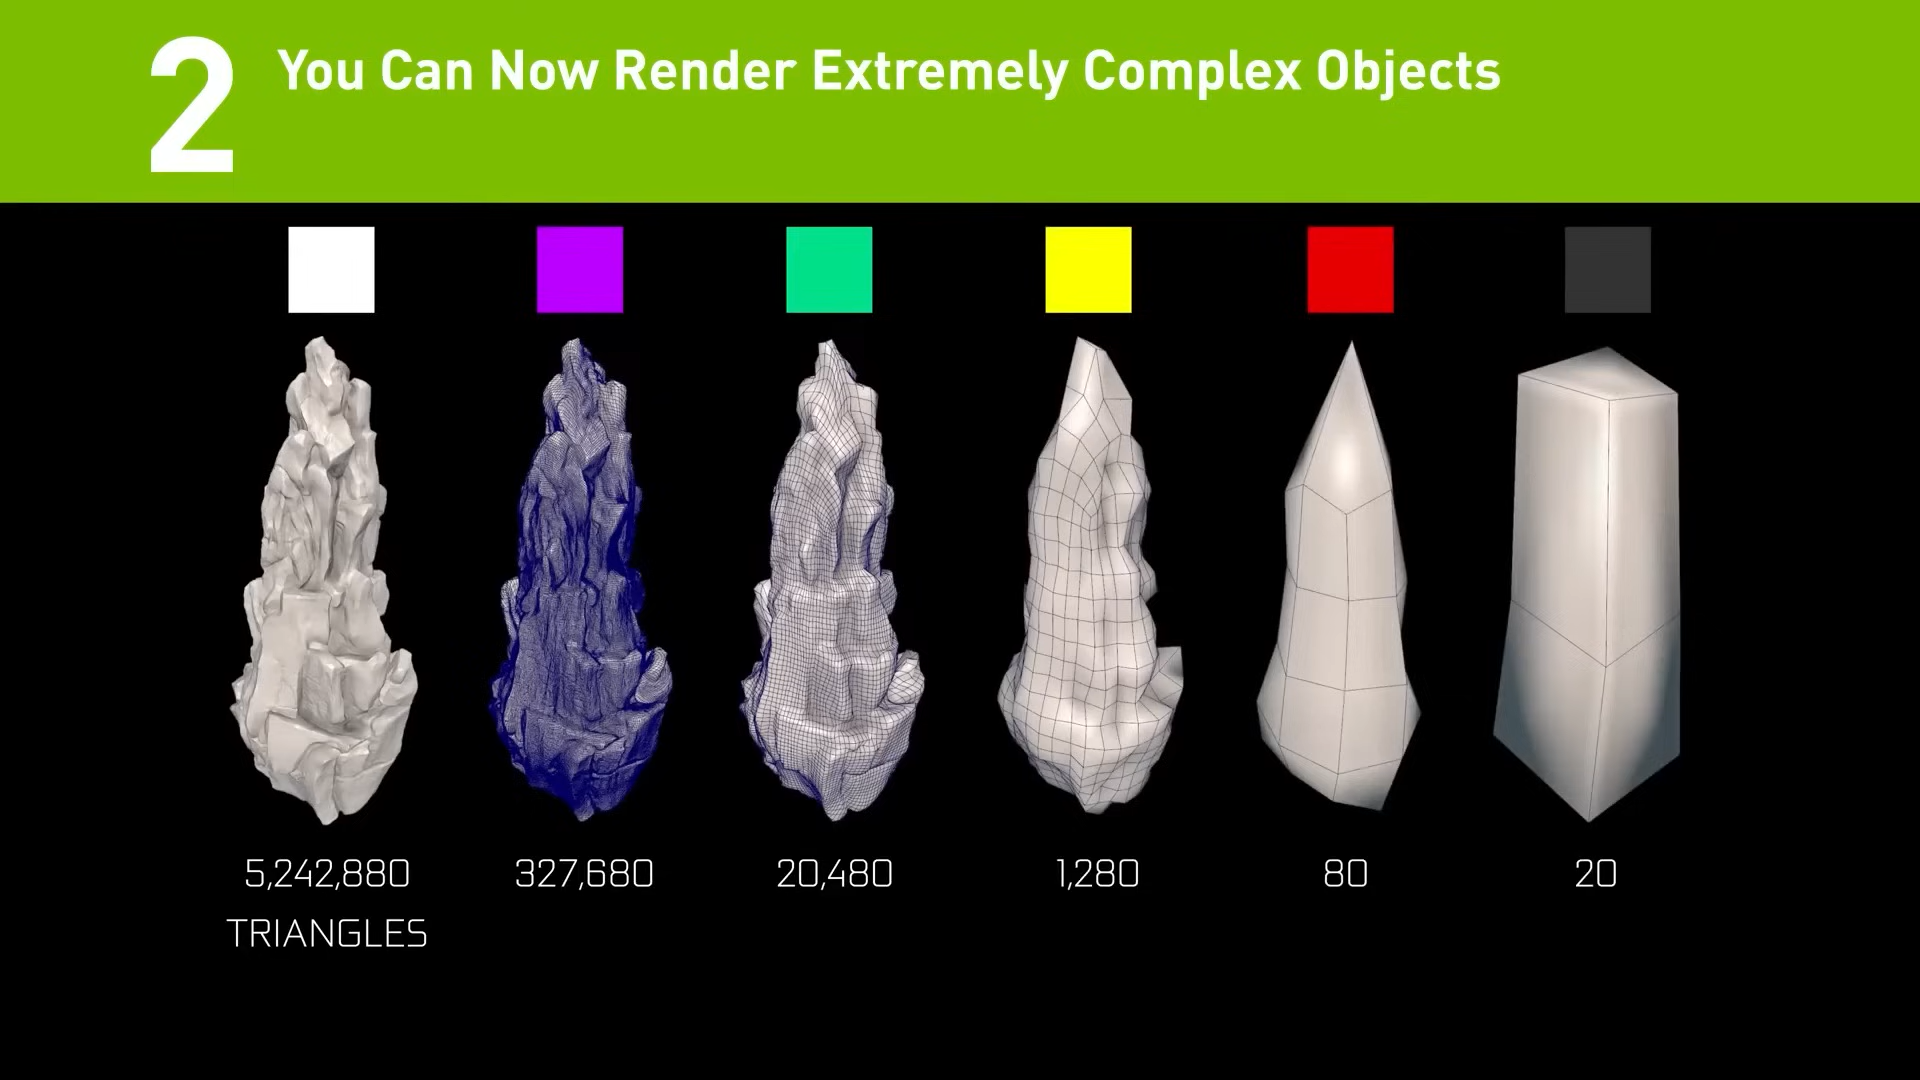 2
You Can Now Render Extremely Complex Objects
5,242,880 327,680 20,480 1,280 80 20
TRIANGLES